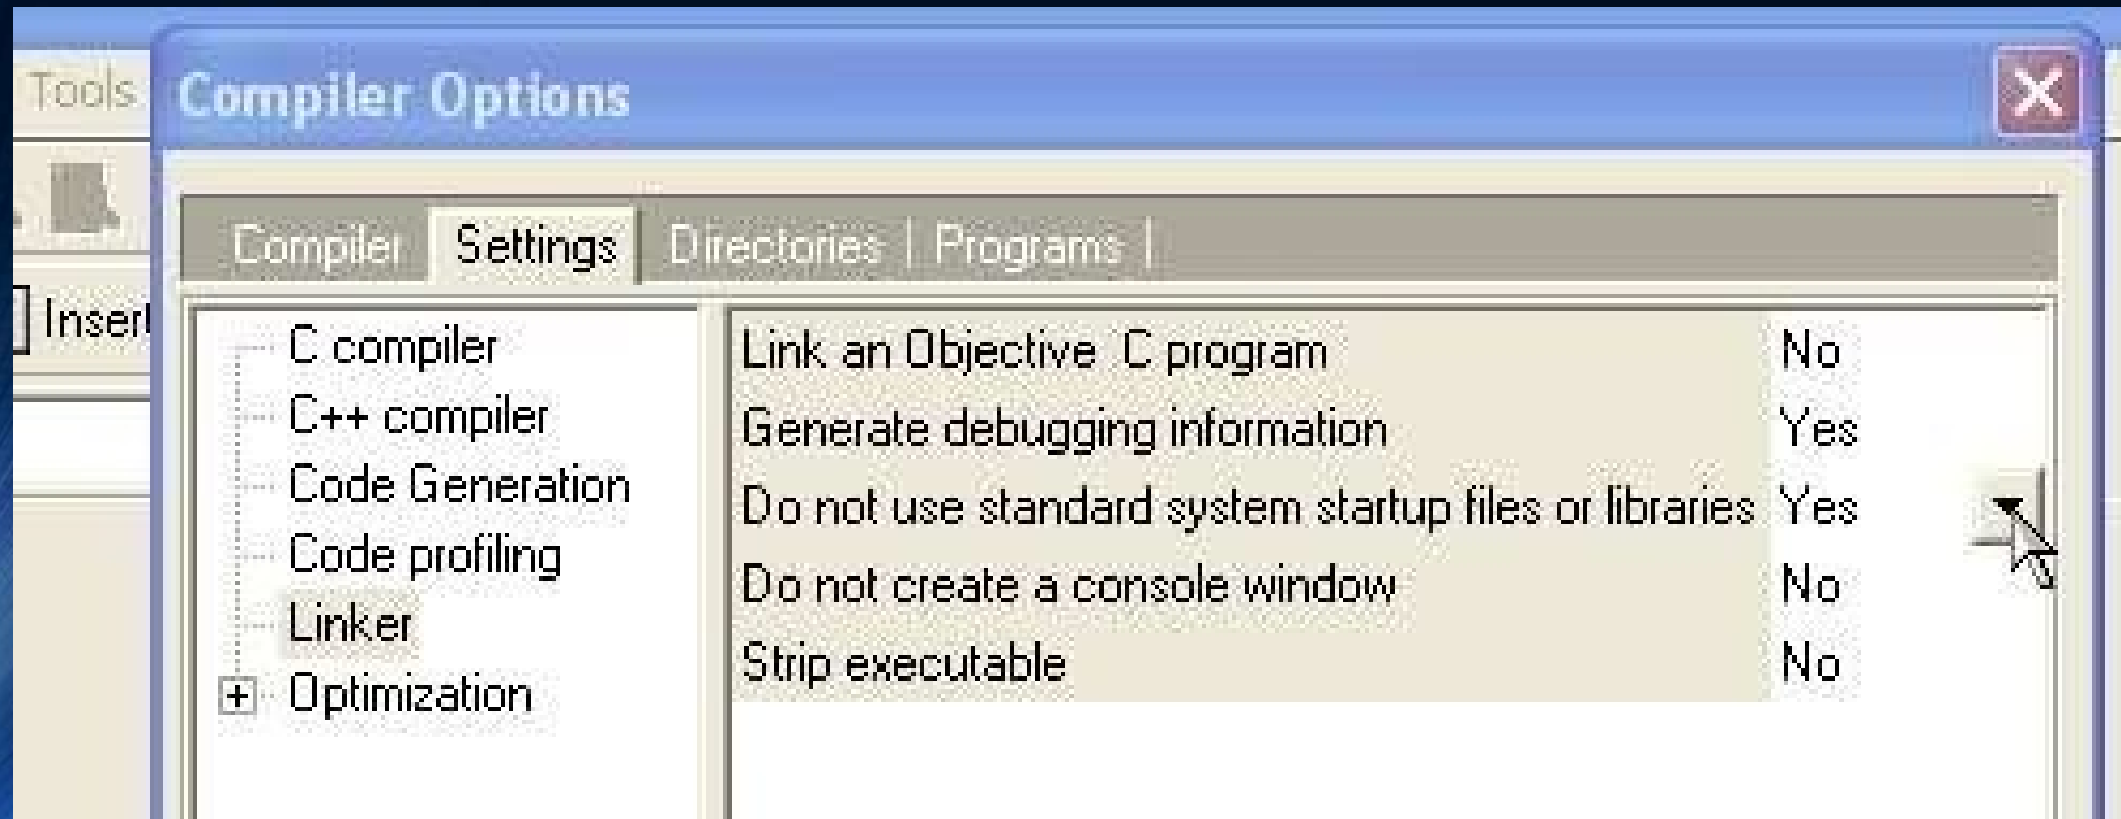 Tools
Compiler Options
Compiler Settings Directories Programs
Insert
C compiler
C++ compiler
Code Generation
Code profiling
Linker
Optimization
Link an Objective C program No
Generate debugging information Yes
Do not use standard system startup files or libraries Yes
Do not create a console window No
Strip executable No